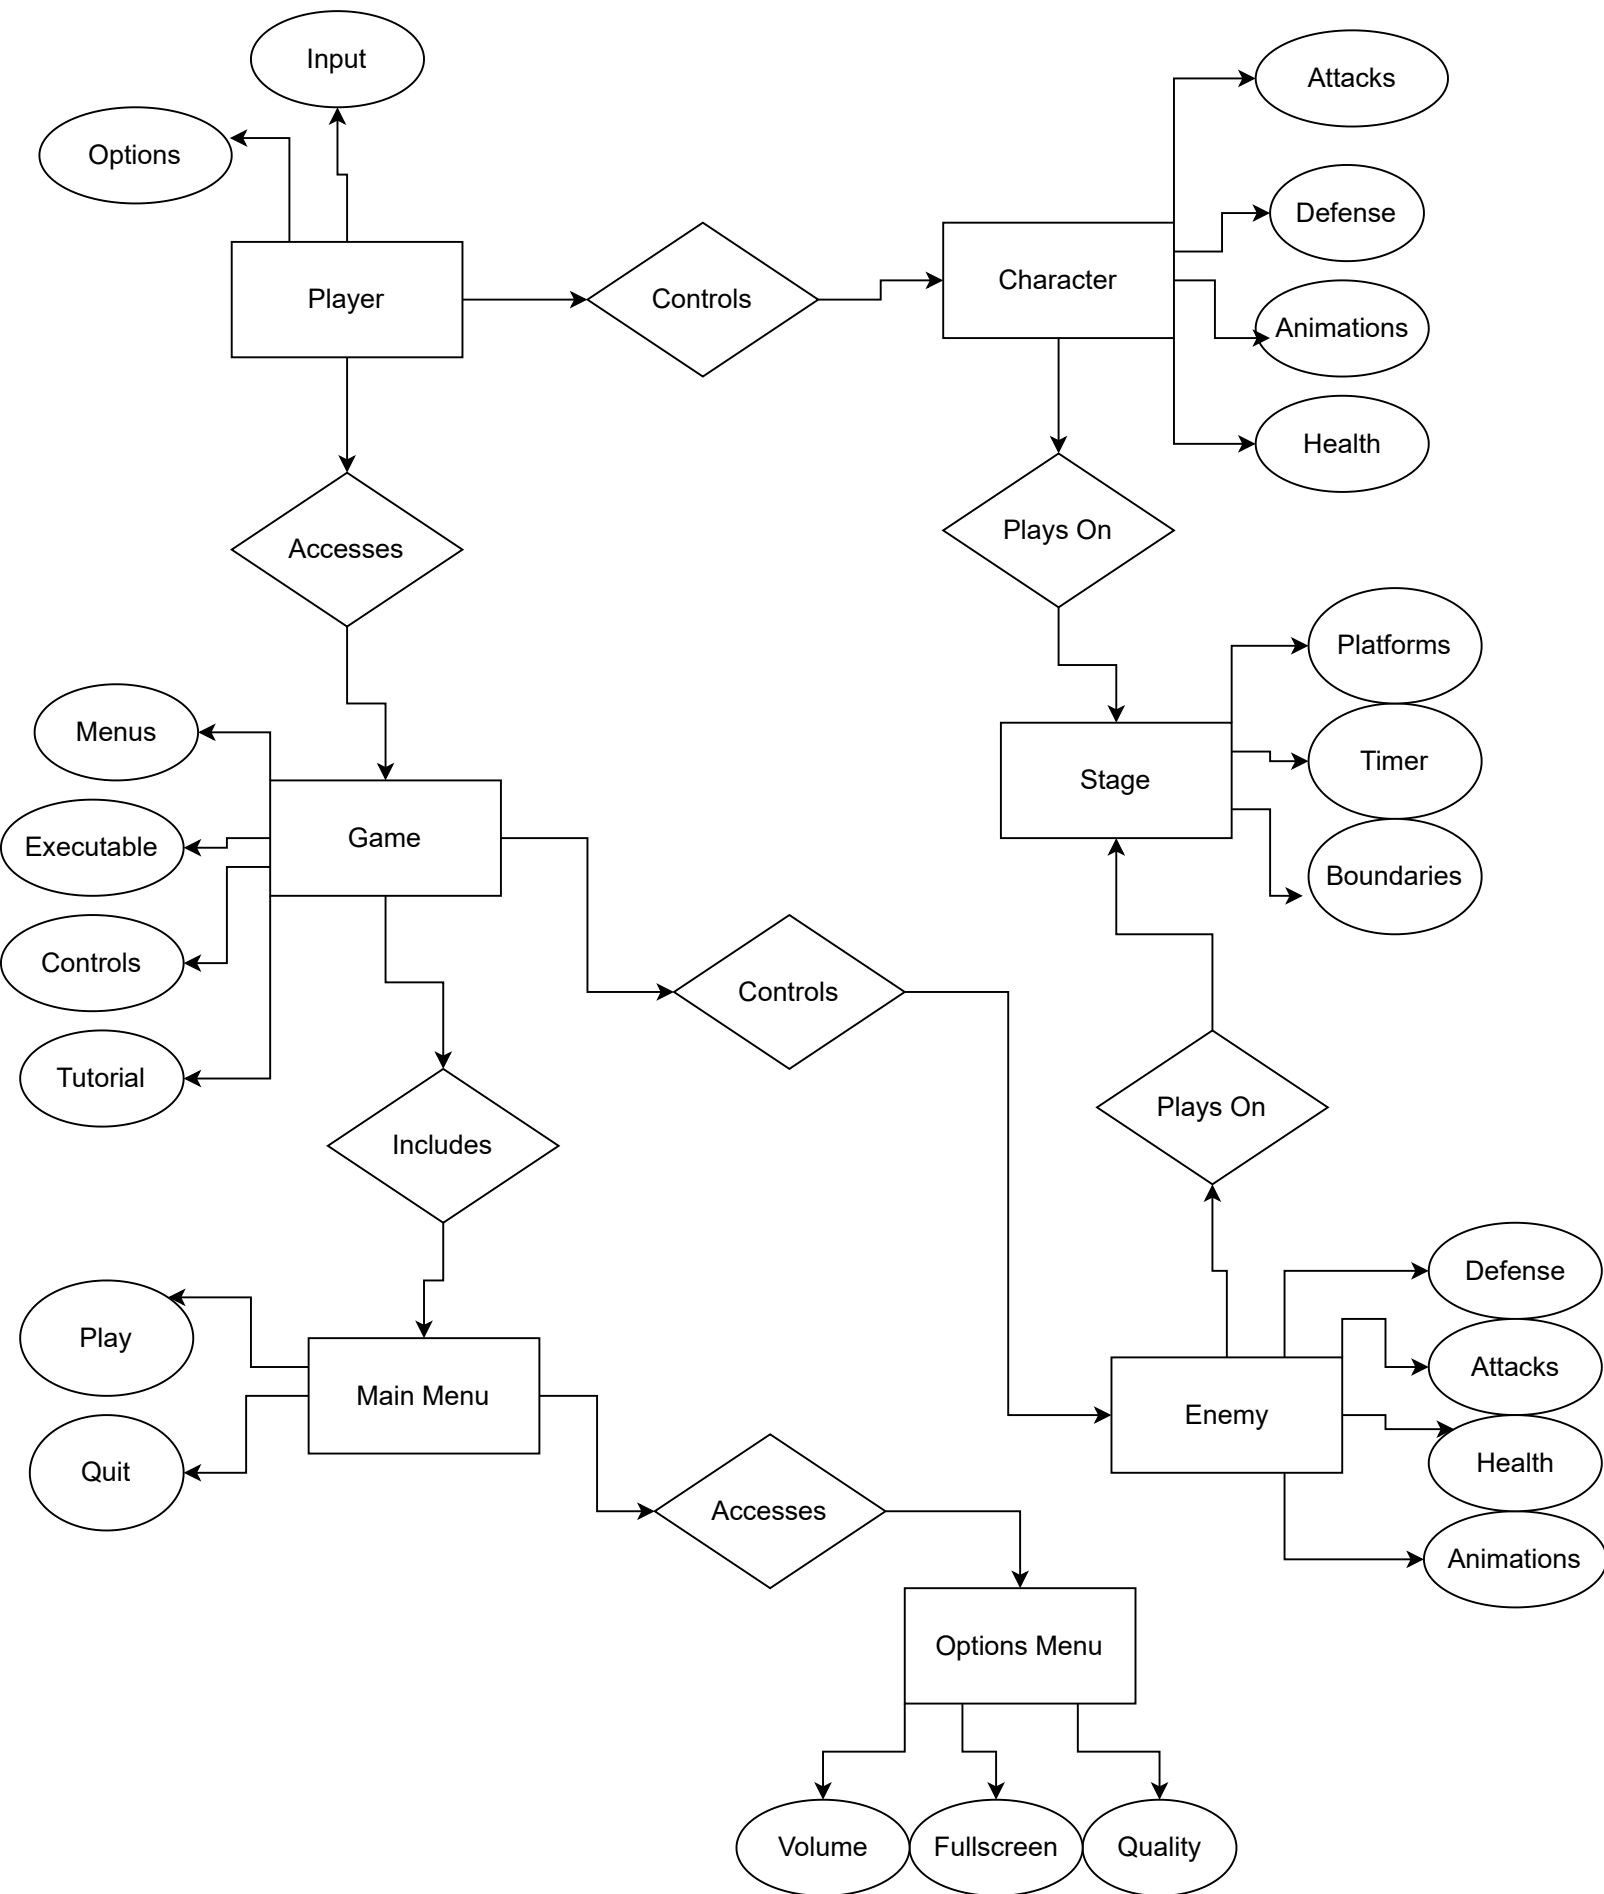 Input
Attacks
Options
Defense
Player
Controls
Character
Animations
Health
Accesses
Plays On
Platforms
Menus
Timer
Stage
Executable
Game
Boundaries
Controls
Controls
Tutorial
Plays On
Includes
Defense
Play
Attacks
Main Menu
Enemy
Quit
Health
Accesses
Animations
Options Menu
Volume
Fullscreen
Quality